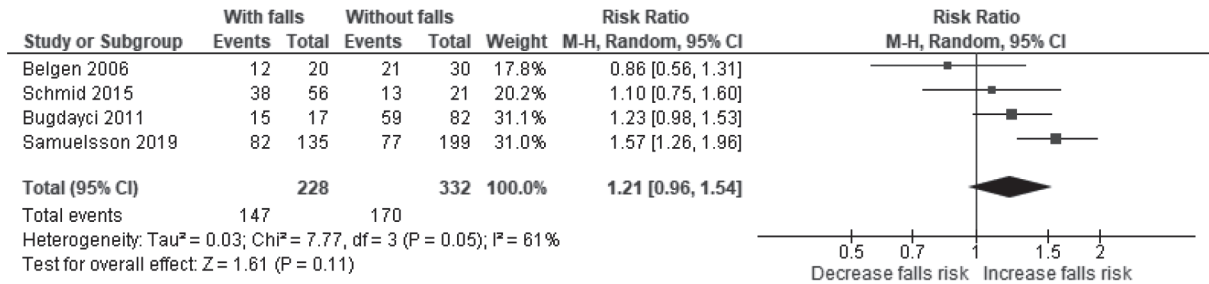 With falls Without falls Risk Ratio Risk Ratio
Study or Subgroup Events Total Events Total Weight M-H, Random, 95% CI M-H, Random, 95% CI
Belgen 2006 12 20 21 30 17.8% 0.86 [0.56, 1.31]
Schmid 2015 38 56 13 21 20.2% 1.10 [0.75, 1.60]
Bugdayci 2011 15 17 59 82 31.1% 1.23 [0.98, 1.53]
Samuelsson 2019 82 135 77 199 31.0% 1.57 [1.26, 1.96]
Total (95% CI) 228 332 100.0% 1.21 [0.96, 1.54]
Total events 147 170
Heterogeneity: Tau² = 0.03; Chi² = 7.77, df = 3 (P = 0.05); I² = 61%
Test for overall effect: Z = 1.61 (P = 0.11)
0.5 0.7 1 1.5 2
Decrease falls risk Increase falls risk